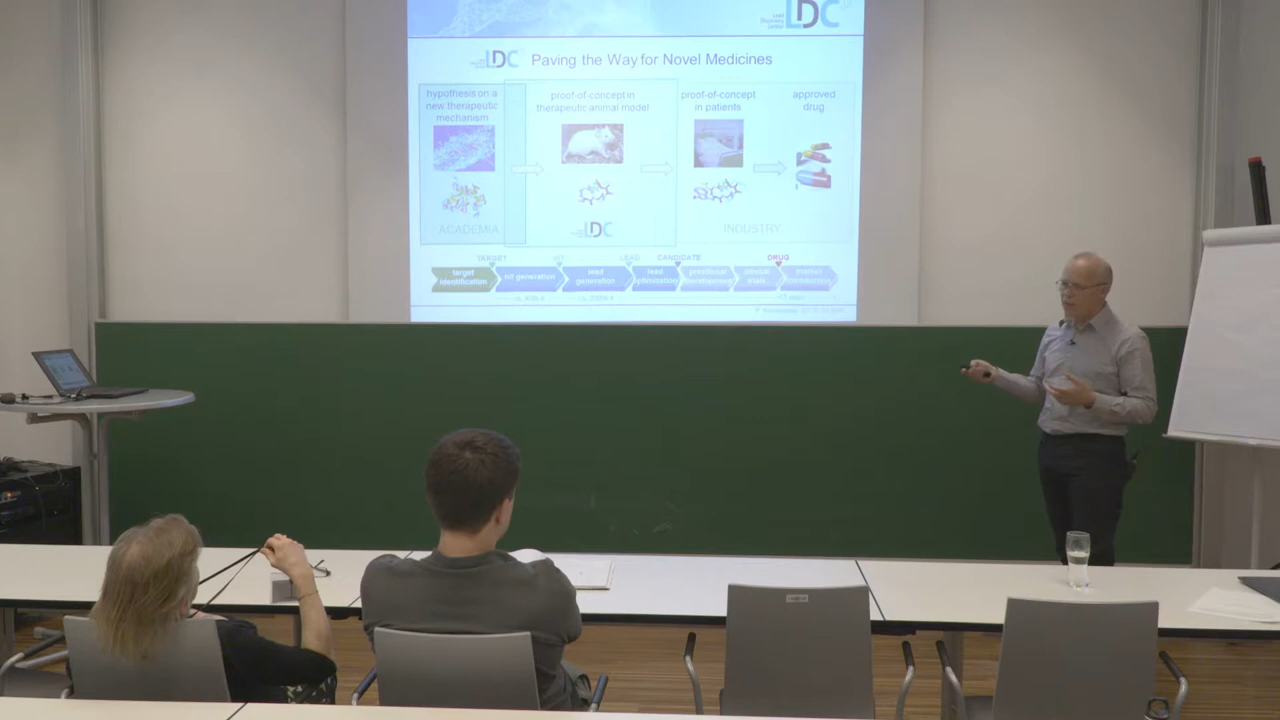 Lead
Discovery
Center
LDC
LDC
Paving the Way for Novel Medicines
hypothesis on a
new therapeutic
mechanism
proof-of-concept in
therapeutic animal model
proof-of-concept
in patients
approved
drug
ACADEMIA
LDC
INDUSTRY
TARGET
HIT
LEAD
CANDIDATE
DRUG
target
identification
hit generation
lead
generation
lead
optimization
preclinical
development
clinical
trials
market